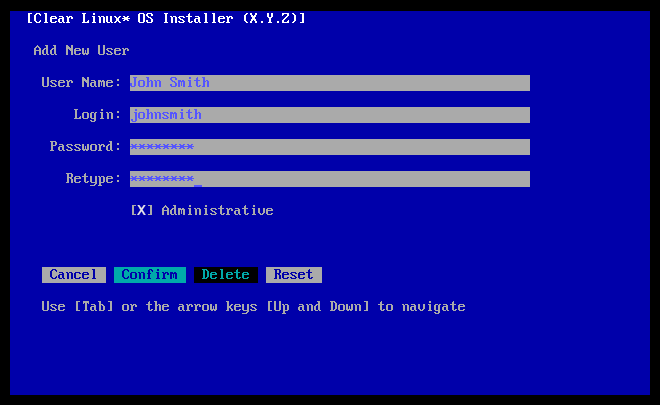 [Clear Linux* OS Installer (X.Y.Z)]
Add New User
User Name: John Smith
Login: johnsmith
Password: ********
Retype: ********_
[X] Administrative
Cancel Confirm Delete Reset
Use [Tab] or the arrow keys [Up and Down] to navigate